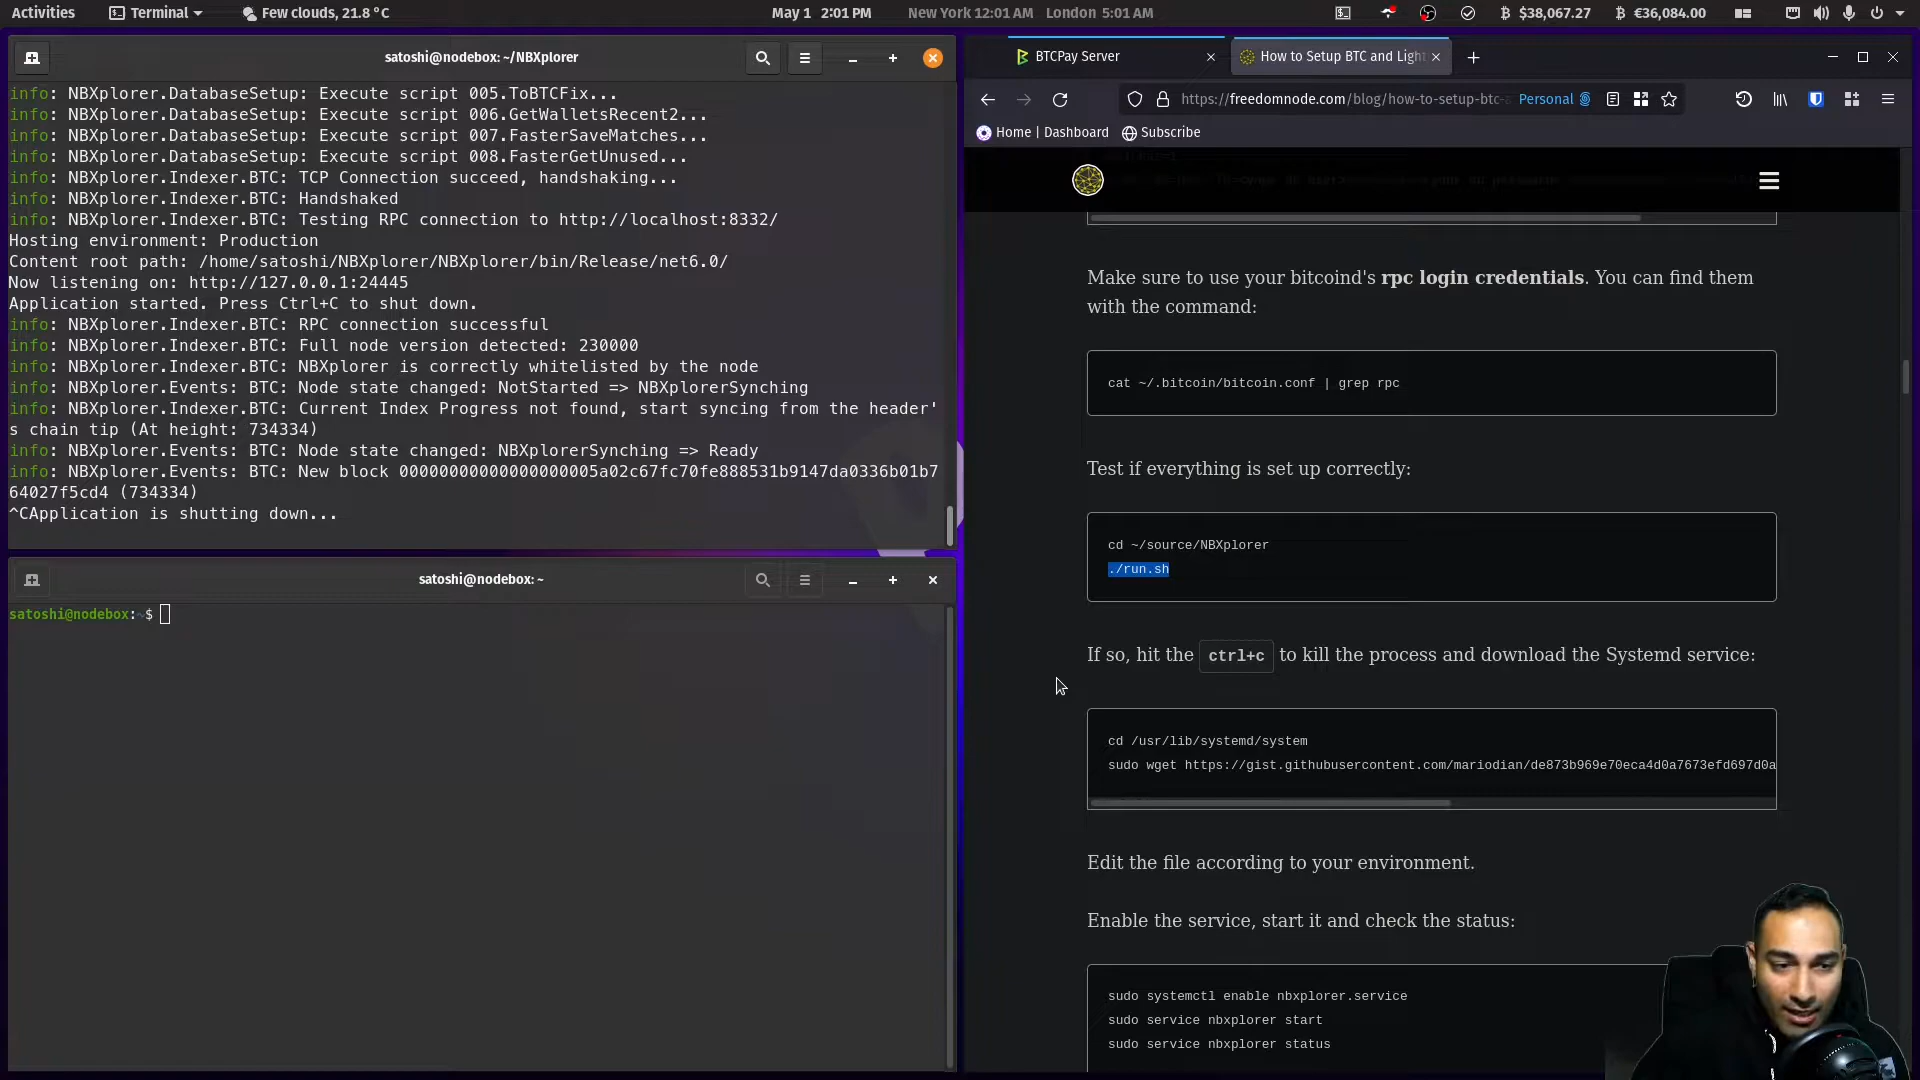 Activities
Terminal
Few clouds, 21.8 °C
May 1 2:01 PM
New York 12:01 AM London 5:01 AM
$38,067.27
€36,084.00
satoshi@nodebox: ~/NBXplorer
info: NBXplorer.DatabaseSetup: Execute script 005.ToBTCFix...
info: NBXplorer.DatabaseSetup: Execute script 006.GetWalletsRecent2...
info: NBXplorer.DatabaseSetup: Execute script 007.FasterSaveMatches...
info: NBXplorer.DatabaseSetup: Execute script 008.FasterGetUnused...
info: NBXplorer.Indexer.BTC: TCP Connection succeed, handshaking...
info: NBXplorer.Indexer.BTC: Handshaked
info: NBXplorer.Indexer.BTC: Testing RPC connection to http://localhost:8332/
Hosting environment: Production
Content root path: /home/satoshi/NBXplorer/NBXplorer/bin/Release/net6.0/
Now listening on: http://127.0.0.1:24445
Application started. Press Ctrl+C to shut down.
info: NBXplorer.Indexer.BTC: RPC connection successful
info: NBXplorer.Indexer.BTC: Full node version detected: 230000
info: NBXplorer.Indexer.BTC: NBXplorer is correctly whitelisted by the node
info: NBXplorer.Events: BTC: Node state changed: NotStarted => NBXplorerSynching
info: NBXplorer.Indexer.BTC: Current Index Progress not found, start syncing from the header'
s chain tip (At height: 734334)
info: NBXplorer.Events: BTC: Node state changed: NBXplorerSynching => Ready
info: NBXplorer.Events: BTC: New block 00000000000000000005a02c67fc70fe888531b9147da0336b01b7
64027f5cd4 (734334)
^CApplication is shutting down...
satoshi@nodebox: ~
satoshi@nodebox:~$
BTCPay Server
How to Setup BTC and Light
https://freedomnode.com/blog/how-to-setup-btc-a
Personal
Home | Dashboard
Subscribe
Make sure to use your bitcoind's rpc login credentials. You can find them
with the command:
cat ~/.bitcoin/bitcoin.conf | grep rpc
Test if everything is set up correctly:
cd ~/source/NBXplorer
./run.sh
If so, hit the ctrl+c to kill the process and download the Systemd service:
cd /usr/lib/systemd/system
sudo wget https://gist.githubusercontent.com/mariodian/de873b969e70eca4d0a7673efd697d0a
Edit the file according to your environment.
Enable the service, start it and check the status:
sudo systemctl enable nbxplorer.service
sudo service nbxplorer start
sudo service nbxplorer status